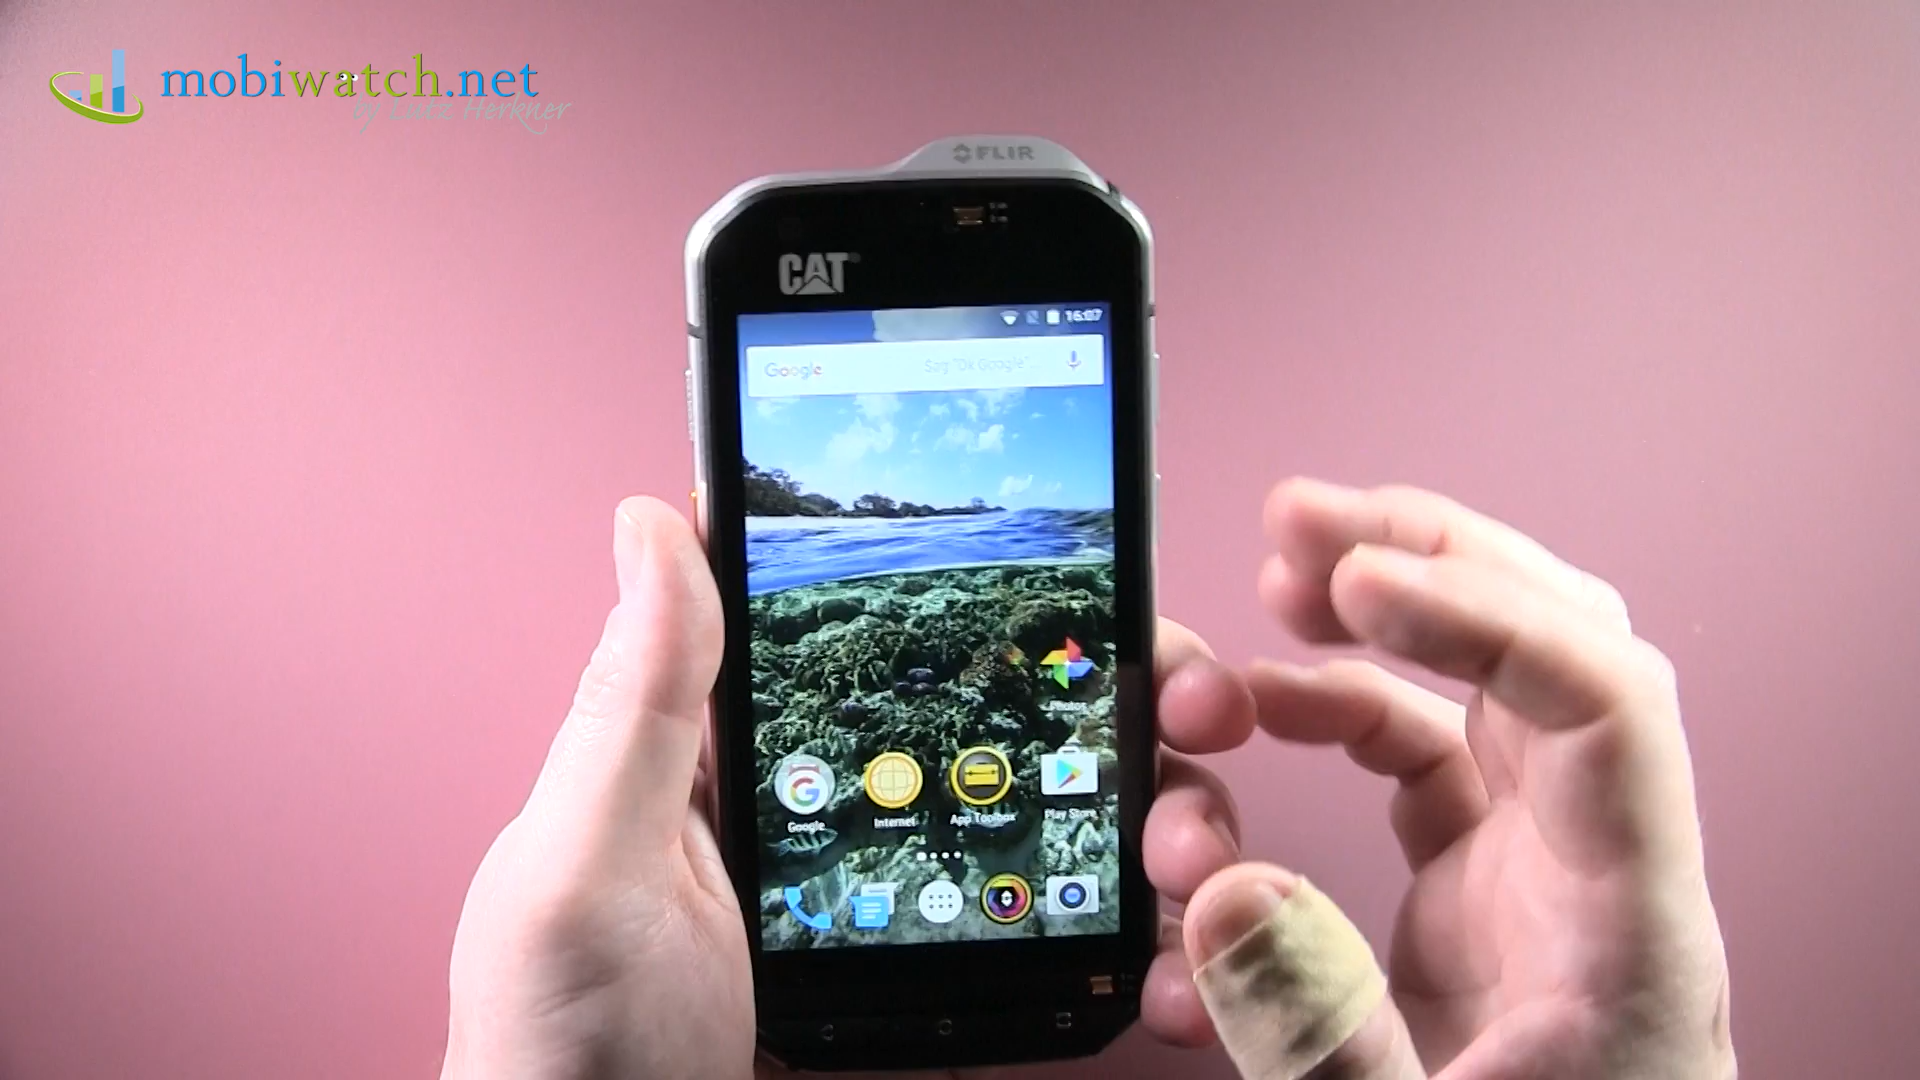 mobiwatch.net
by Lutz Herkner
FLIR
CAT
16:07
Google
Sag "Ok Google"...
Photos
Google
Internet
App Toolbox
Play Store